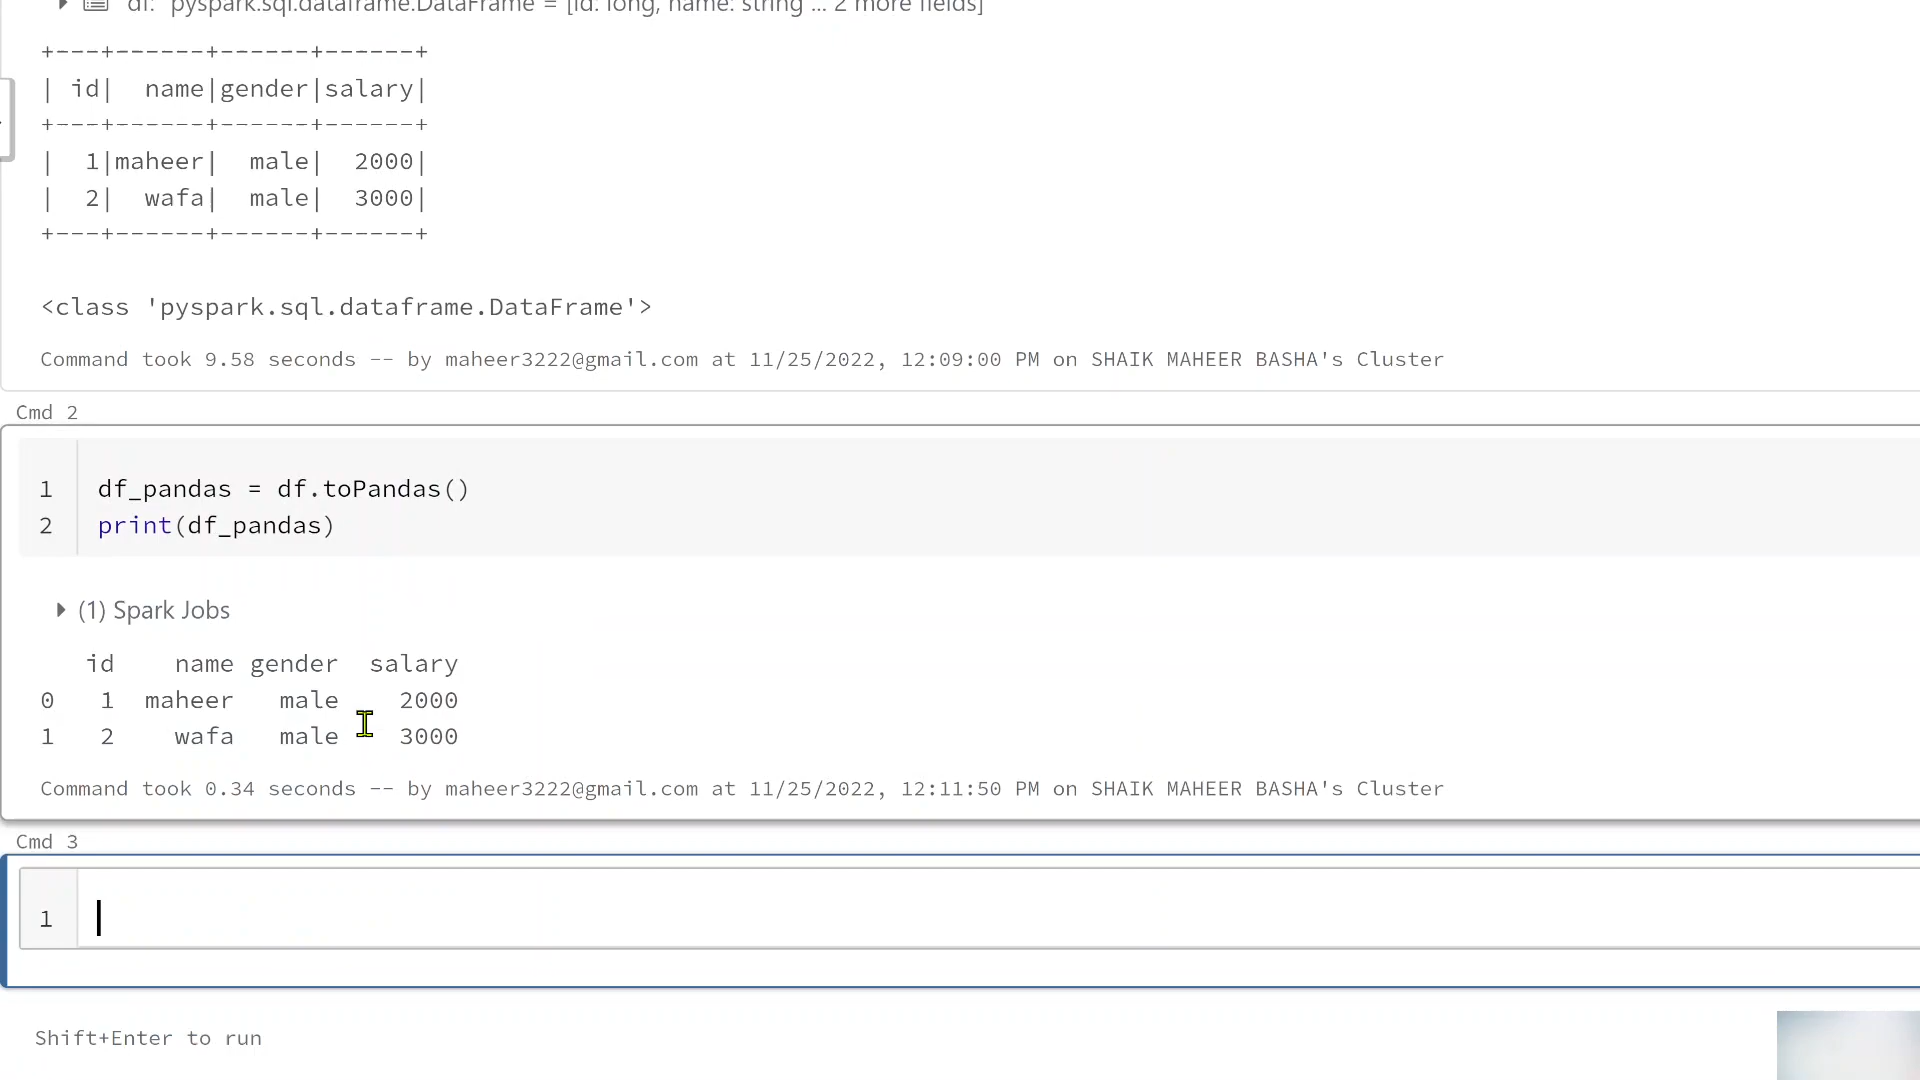 df: pyspark.sql.dataframe.DataFrame = [id: long, name: string ... 2 more fields]
+---+------+------+------+
| id|  name|gender|salary|
+---+------+------+------+
|  1|maheer|  male|  2000|
|  2|  wafa|  male|  3000|
+---+------+------+------+
<class 'pyspark.sql.dataframe.DataFrame'>
Command took 9.58 seconds -- by maheer3222@gmail.com at 11/25/2022, 12:09:00 PM on SHAIK MAHEER BASHA's Cluster
Cmd 2
1 df_pandas = df.toPandas()
2 print(df_pandas)
(1) Spark Jobs
   id    name gender  salary
0   1  maheer   male    2000
1   2    wafa   male    3000
Command took 0.34 seconds -- by maheer3222@gmail.com at 11/25/2022, 12:11:50 PM on SHAIK MAHEER BASHA's Cluster
Cmd 3
1
Shift+Enter to run